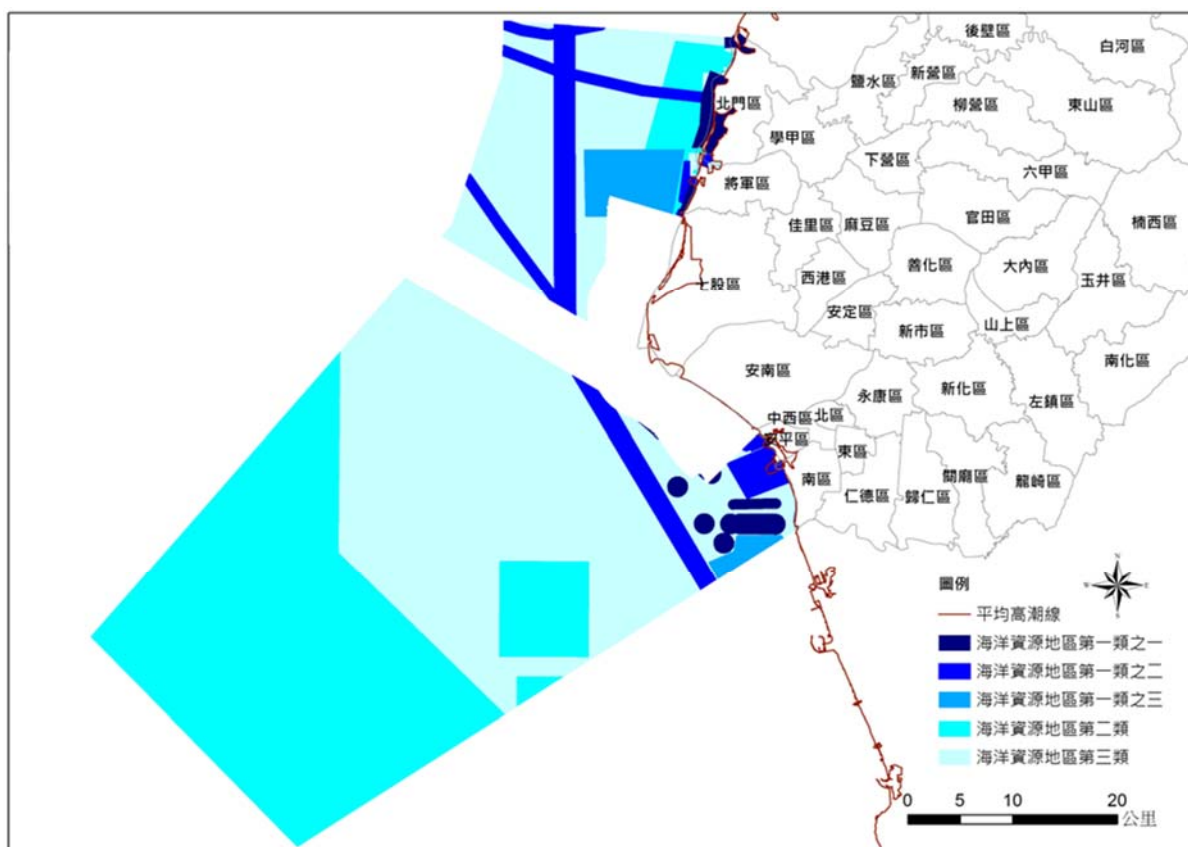 後壁區
白河區
新營區
鹽水區
柳營區
東山區
北門區
學甲區
下營區
六甲區
將軍區
官田區
楠西區
佳里區
麻豆區
善化區
大內區
玉井區
西港區
七股區
安定區
山上區
新市區
南化區
安南區
新化區
永康區
左鎮區
中西區
北區
安平區
東區
南區
關廟區
龍崎區
仁德區
歸仁區
N
W
E
S
圖例
平均高潮線
海洋資源地區第一類之一
海洋資源地區第一類之二
海洋資源地區第一類之三
海洋資源地區第二類
海洋資源地區第三類
0 5 10 20
公里